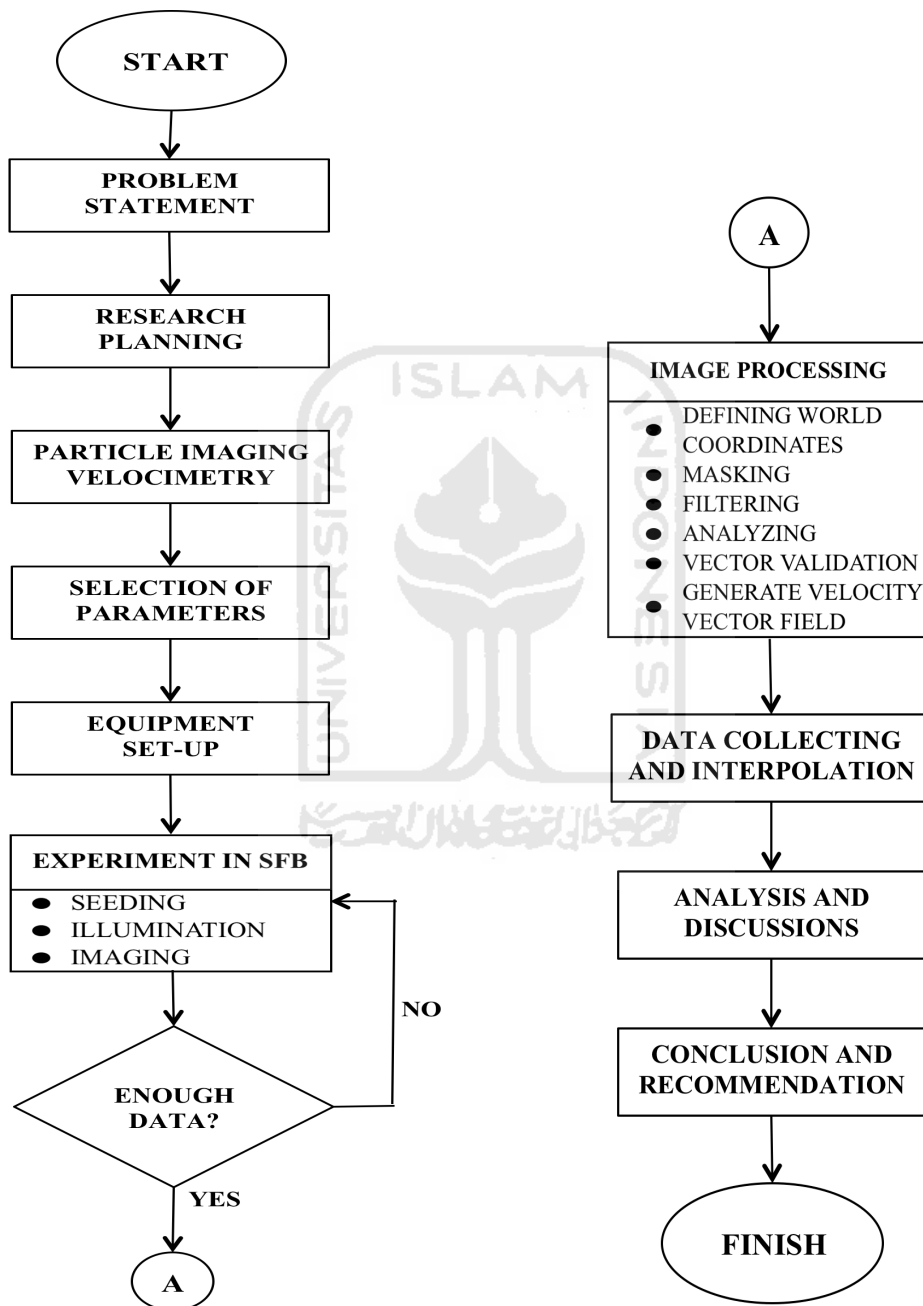 START
PROBLEM
STATEMENT
RESEARCH
PLANNING
PARTICLE IMAGING
VELOCIMETRY
SELECTION OF
PARAMETERS
EQUIPMENT
SET-UP
EXPERIMENT IN SFB
● SEEDING
● ILLUMINATION
● IMAGING
NO
ENOUGH
DATA?
YES
A
A
IMAGE PROCESSING
● DEFINING WORLD
COORDINATES
● MASKING
● FILTERING
● ANALYZING
● VECTOR VALIDATION
● GENERATE VELOCITY
VECTOR FIELD
DATA COLLECTING
AND INTERPOLATION
ANALYSIS AND
DISCUSSIONS
CONCLUSION AND
RECOMMENDATION
FINISH
UNIVERSITAS
ISLAM
INDONESIA